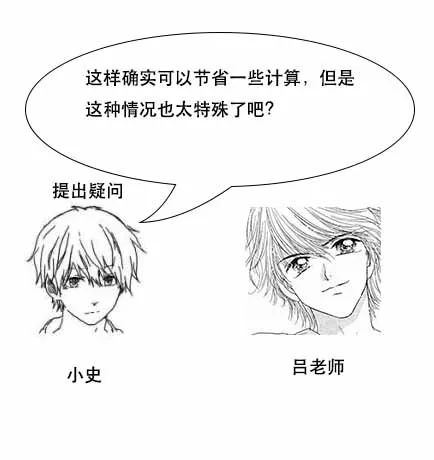 这样确实可以节省一些计算，但是
这种情况也太特殊了吧？
提出疑问
小史
吕老师